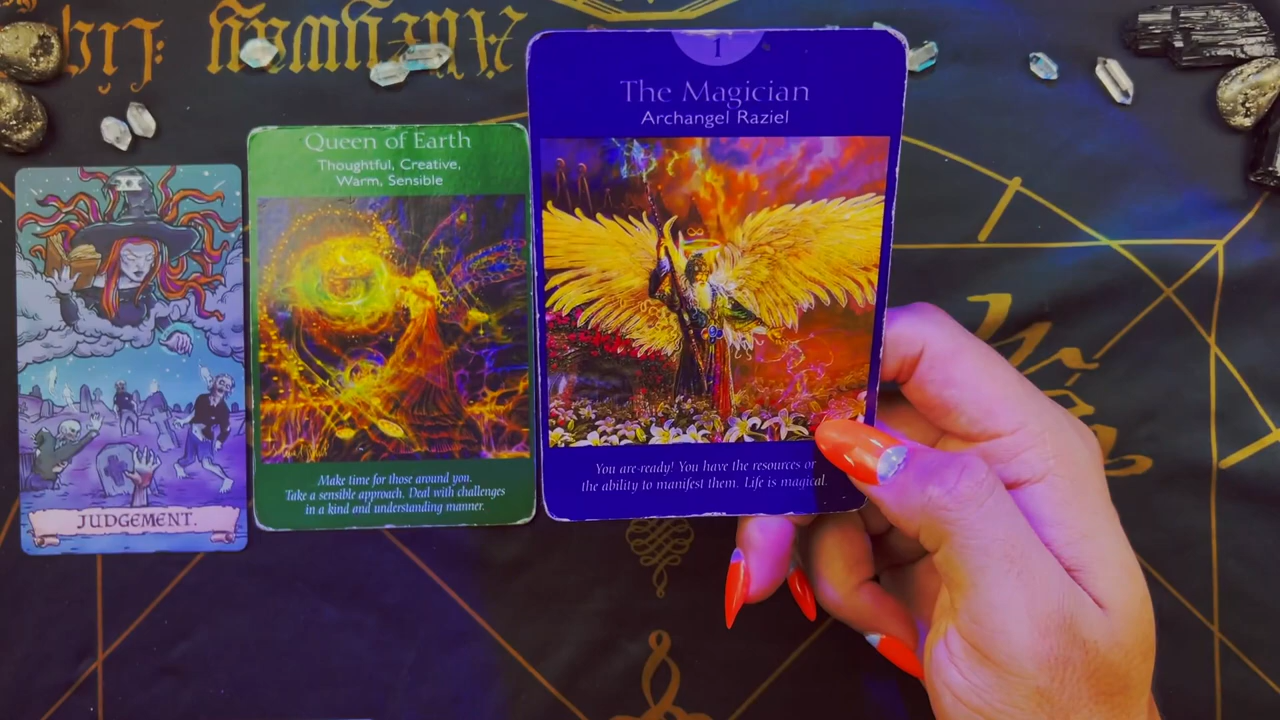 XX
JUDGEMENT.
Queen of Earth
Thoughtful, Creative,
Warm, Sensible
Make time for those around you.
Take a sensible approach. Deal with challenges
in a kind and understanding manner.
1
The Magician
Archangel Raziel
You are ready! You have the resources or
the ability to manifest them. Life is magical.